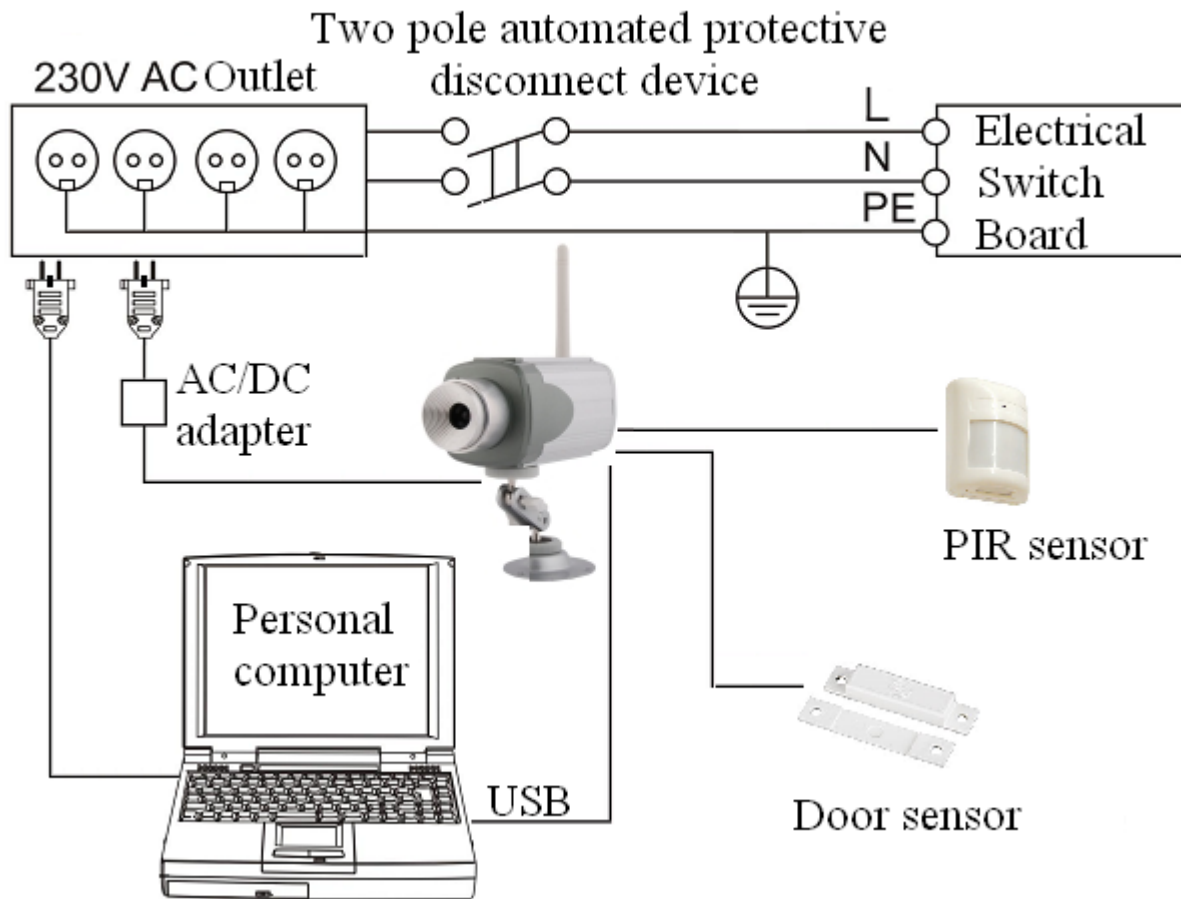 Two pole automated protective
disconnect device
230V AC Outlet
L
N
PE
Electrical
Switch
Board
AC/DC
adapter
PIR sensor
Personal
computer
USB
Door sensor